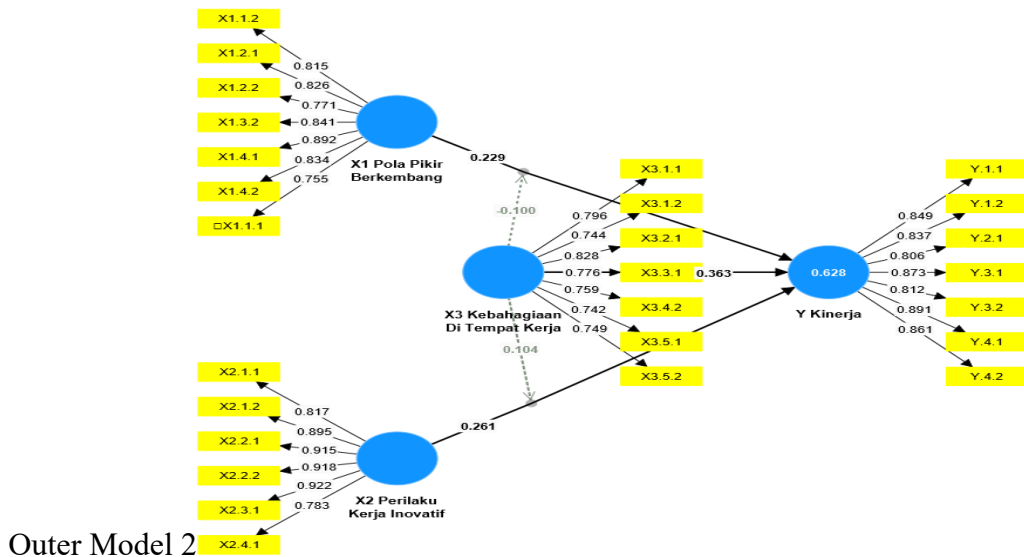 X1.1.2
X1.2.1
X1.2.2
X1.3.2
X1.4.1
X1.4.2
□X1.1.1
0.815
0.826
0.771
0.841
0.892
0.834
0.755
X1 Pola Pikir
Berkembang
0.229
-0.100
X3 Kebahagiaan
Di Tempat Kerja
0.104
0.796
0.744
0.828
0.776
0.759
0.742
0.749
X3.1.1
X3.1.2
X3.2.1
X3.3.1
X3.4.2
X3.5.1
X3.5.2
0.363
0.628
Y Kinerja
0.849
0.837
0.806
0.873
0.812
0.891
0.861
Y.1.1
Y.1.2
Y.2.1
Y.3.1
Y.3.2
Y.4.1
Y.4.2
X2.1.1
X2.1.2
X2.2.1
X2.2.2
X2.3.1
X2.4.1
0.817
0.895
0.915
0.918
0.922
0.783
X2 Perilaku
Kerja Inovatif
0.261
Outer Model 2